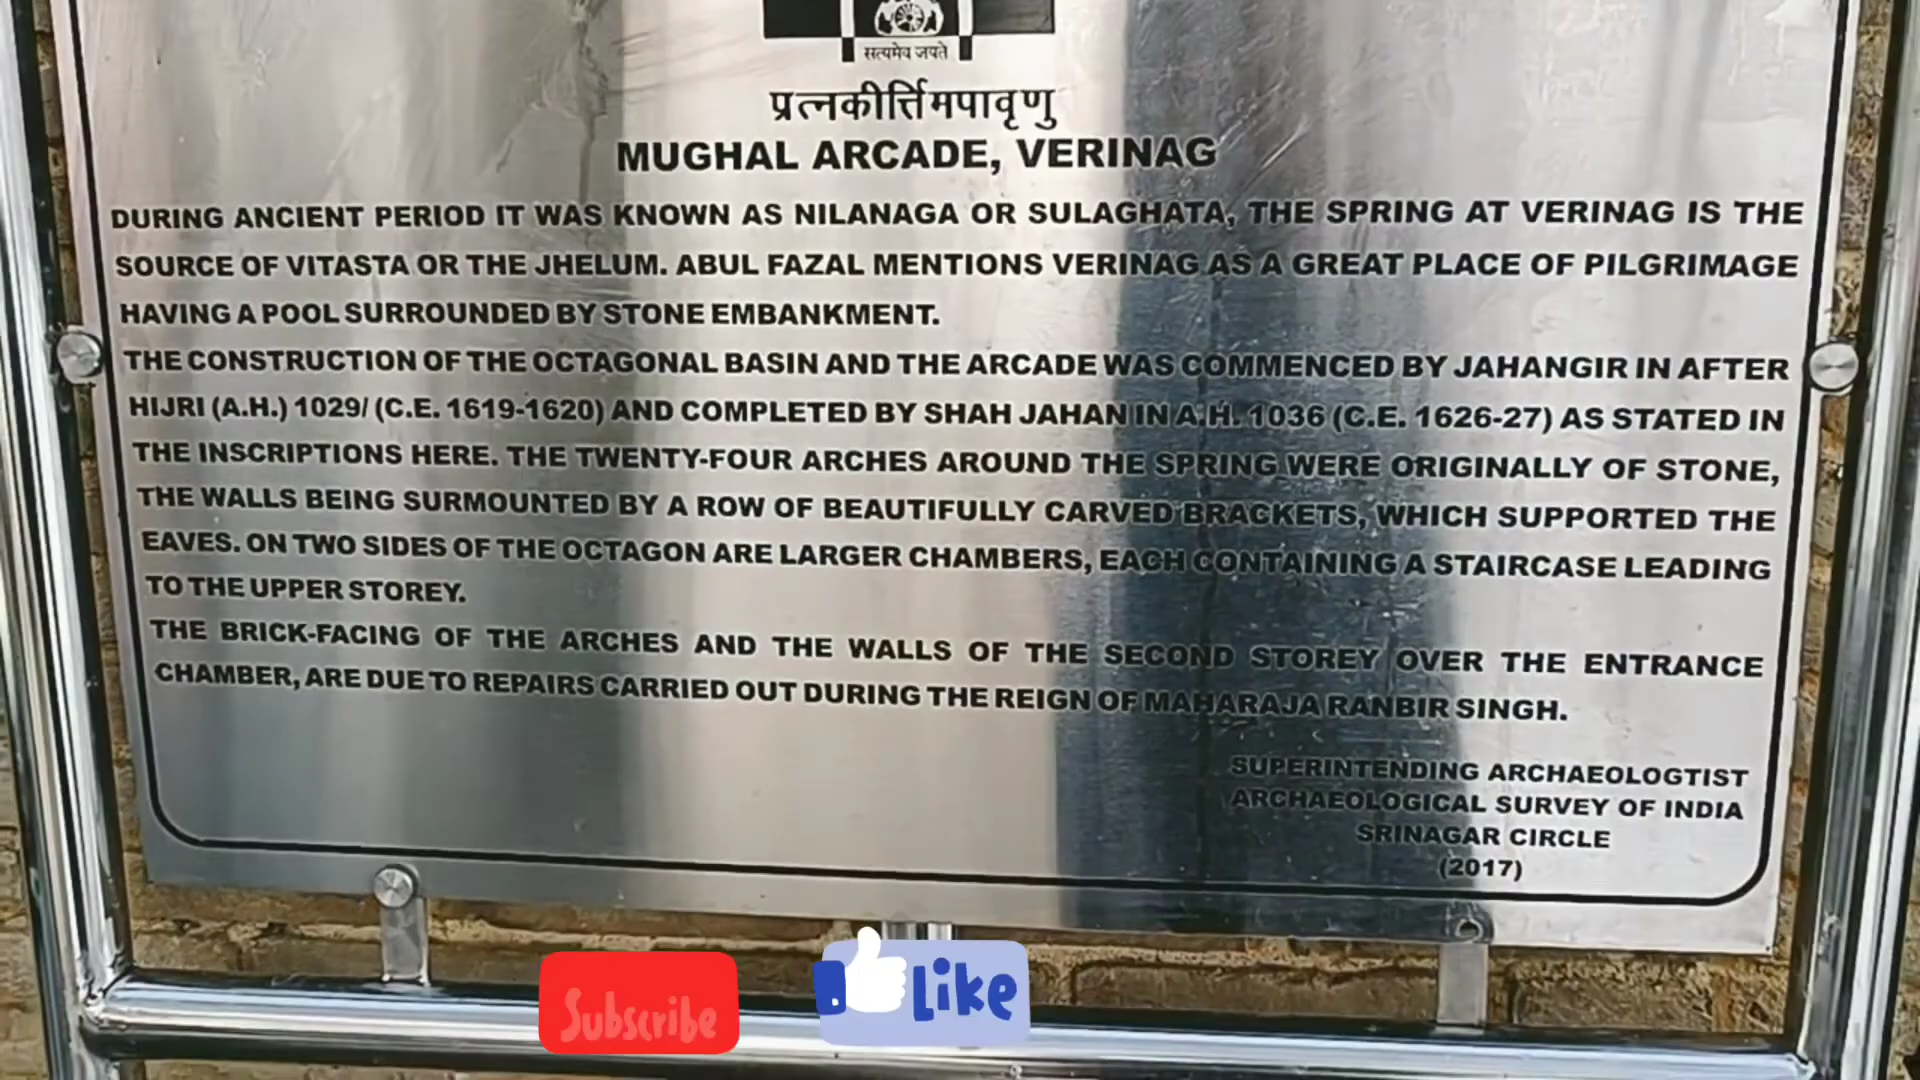 सत्यमेव जयते
प्रत्नकीर्त्तिमपावृणु
MUGHAL ARCADE, VERINAG
DURING ANCIENT PERIOD IT WAS KNOWN AS NILANAGA OR SULAGHATA, THE SPRING AT VERINAG IS THE
SOURCE OF VITASTA OR THE JHELUM. ABUL FAZAL MENTIONS VERINAG AS A GREAT PLACE OF PILGRIMAGE
HAVING A POOL SURROUNDED BY STONE EMBANKMENT.
THE CONSTRUCTION OF THE OCTAGONAL BASIN AND THE ARCADE WAS COMMENCED BY JAHANGIR IN AFTER
HIJRI (A.H.) 1029/ (C.E. 1619-1620) AND COMPLETED BY SHAH JAHAN IN A.H. 1036 (C.E. 1626-27) AS STATED IN
THE INSCRIPTIONS HERE. THE TWENTY-FOUR ARCHES AROUND THE SPRING WERE ORIGINALLY OF STONE,
THE WALLS BEING SURMOUNTED BY A ROW OF BEAUTIFULLY CARVED BRACKETS, WHICH SUPPORTED THE
EAVES. ON TWO SIDES OF THE OCTAGON ARE LARGER CHAMBERS, EACH CONTAINING A STAIRCASE LEADING
TO THE UPPER STOREY.
THE BRICK-FACING OF THE ARCHES AND THE WALLS OF THE SECOND STOREY OVER THE ENTRANCE
CHAMBER, ARE DUE TO REPAIRS CARRIED OUT DURING THE REIGN OF MAHARAJA RANBIR SINGH.
SUPERINTENDING ARCHAEOLOGTIST
ARCHAEOLOGICAL SURVEY OF INDIA
SRINAGAR CIRCLE
(2017)
Subscribe
Like